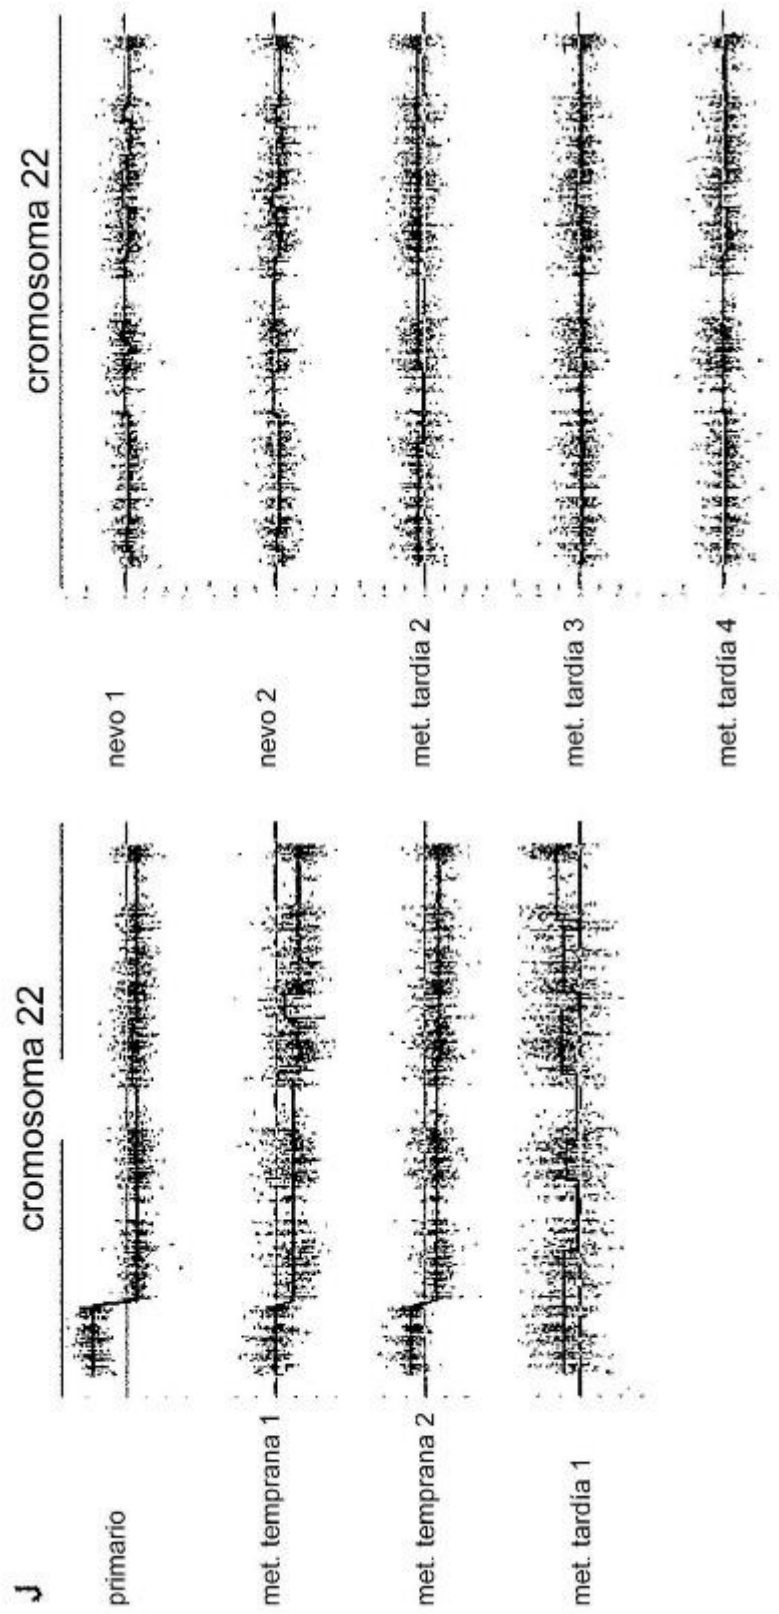 J
cromosoma 22
primario
met. temprana 1
met. temprana 2
met. tardía 1
cromosoma 22
nevo 1
nevo 2
met. tardía 2
met. tardía 3
met. tardía 4